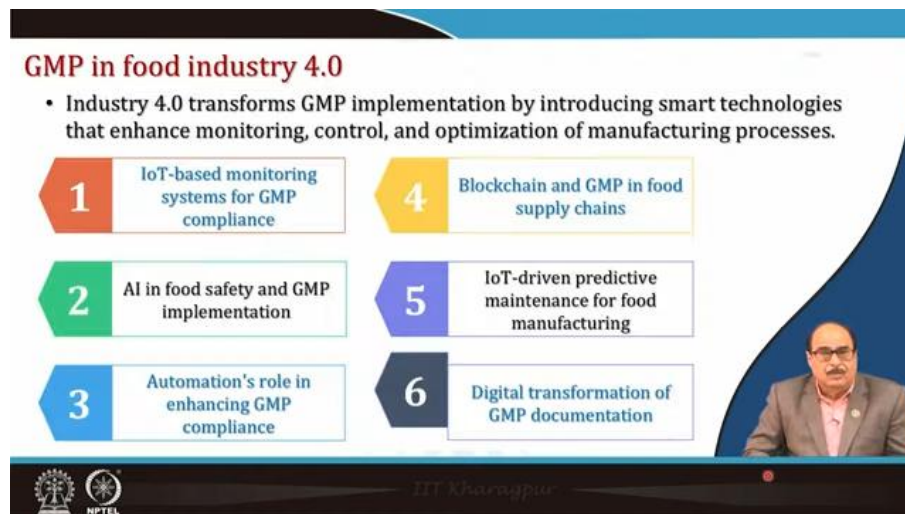 GMP in food industry 4.0
• Industry 4.0 transforms GMP implementation by introducing smart technologies
that enhance monitoring, control, and optimization of manufacturing processes.
1
IoT-based monitoring
systems for GMP
compliance
2
AI in food safety and GMP
implementation
3
Automation's role in
enhancing GMP
compliance
4
Blockchain and GMP in food
supply chains
5
IoT-driven predictive
maintenance for food
manufacturing
6
Digital transformation of
GMP documentation
NPTEL
IIT Kharagpur